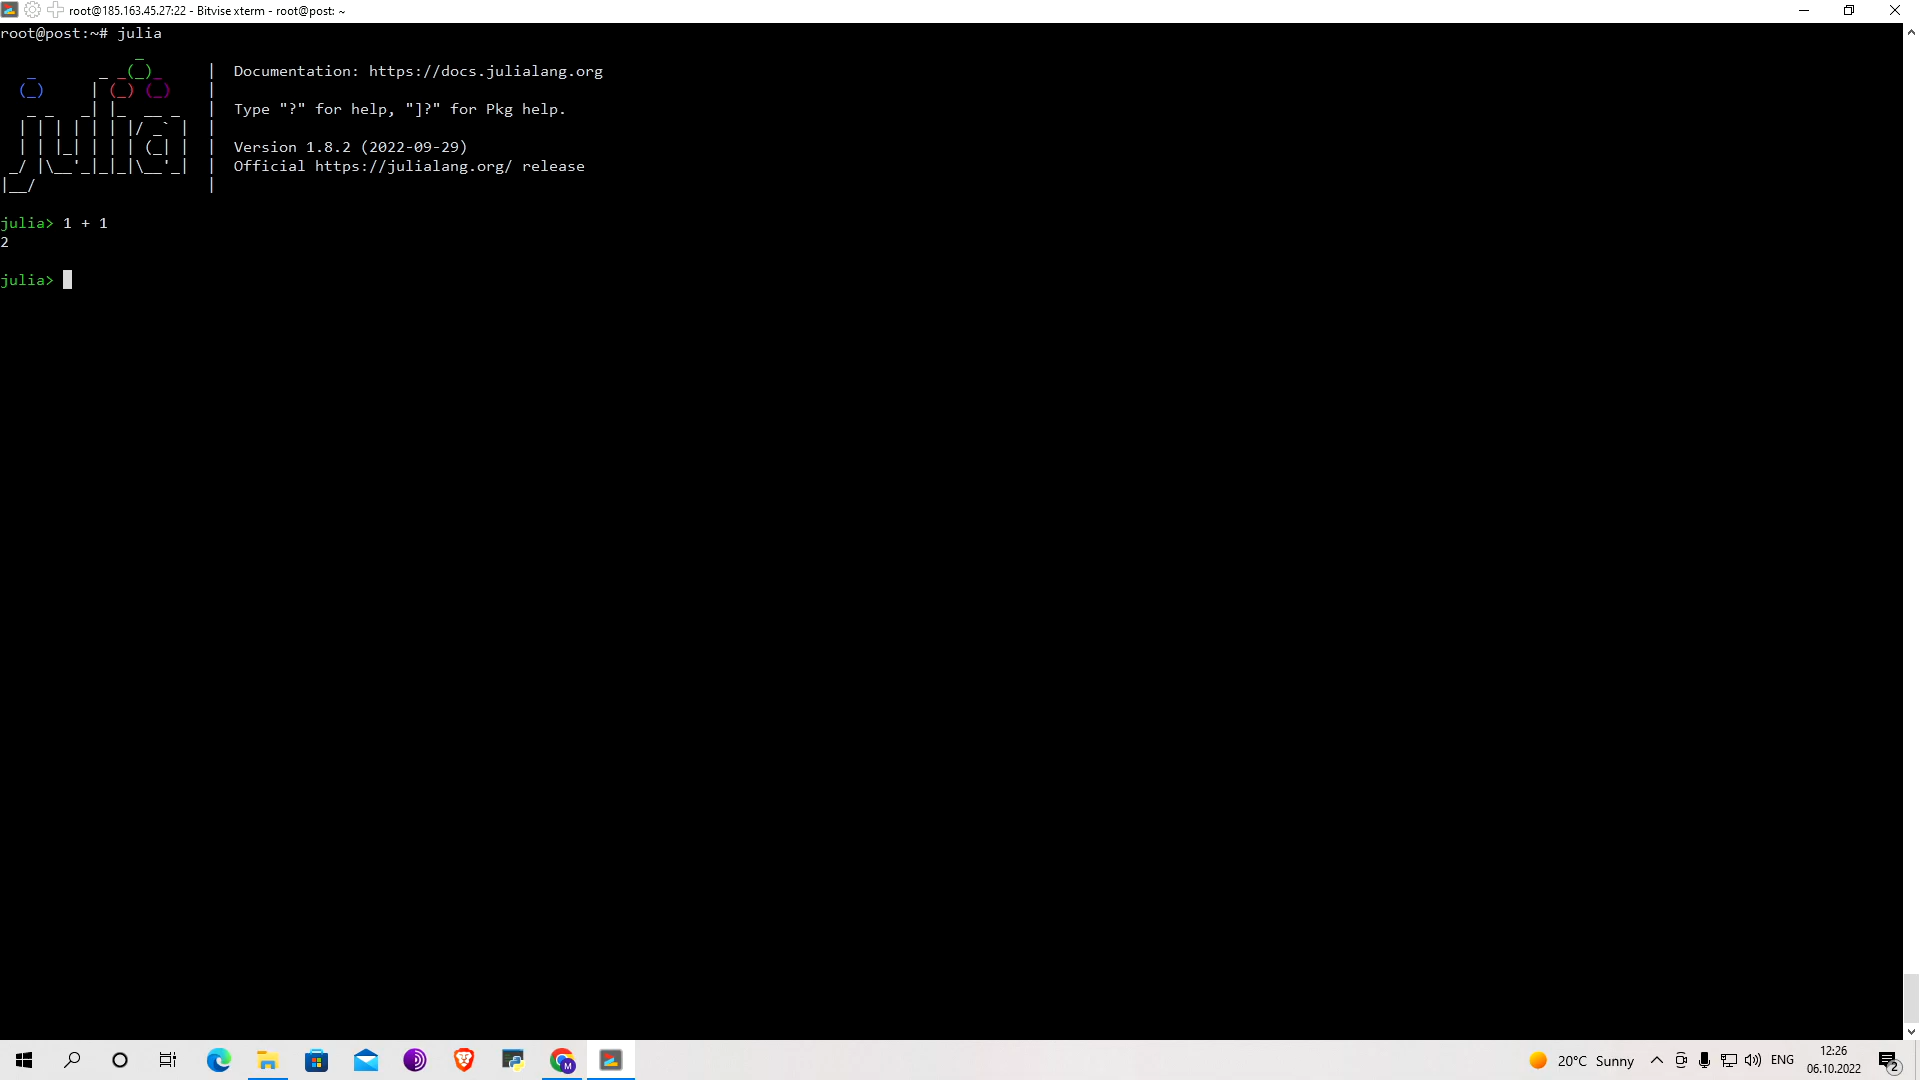 root@185.163.45.27:22 - Bitvise xterm - root@post: ~
root@post:~# julia
Documentation: https://docs.julialang.org
Type "?" for help, "]?" for Pkg help.
Version 1.8.2 (2022-09-29)
Official https://julialang.org/ release
julia> 1 + 1
2
julia>
20°C Sunny
ENG
12:26
06.10.2022
2
M